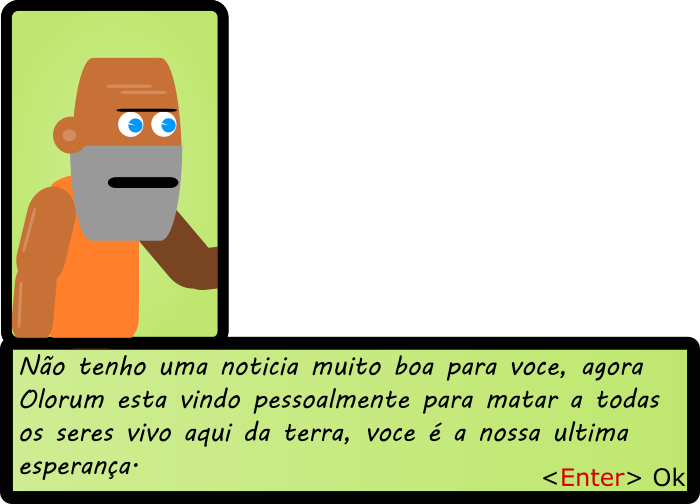 Não tenho uma noticia muito boa para voce, agora
Olorum esta vindo pessoalmente para matar a todas
os seres vivo aqui da terra, voce é a nossa ultima
esperança.
<Enter> Ok